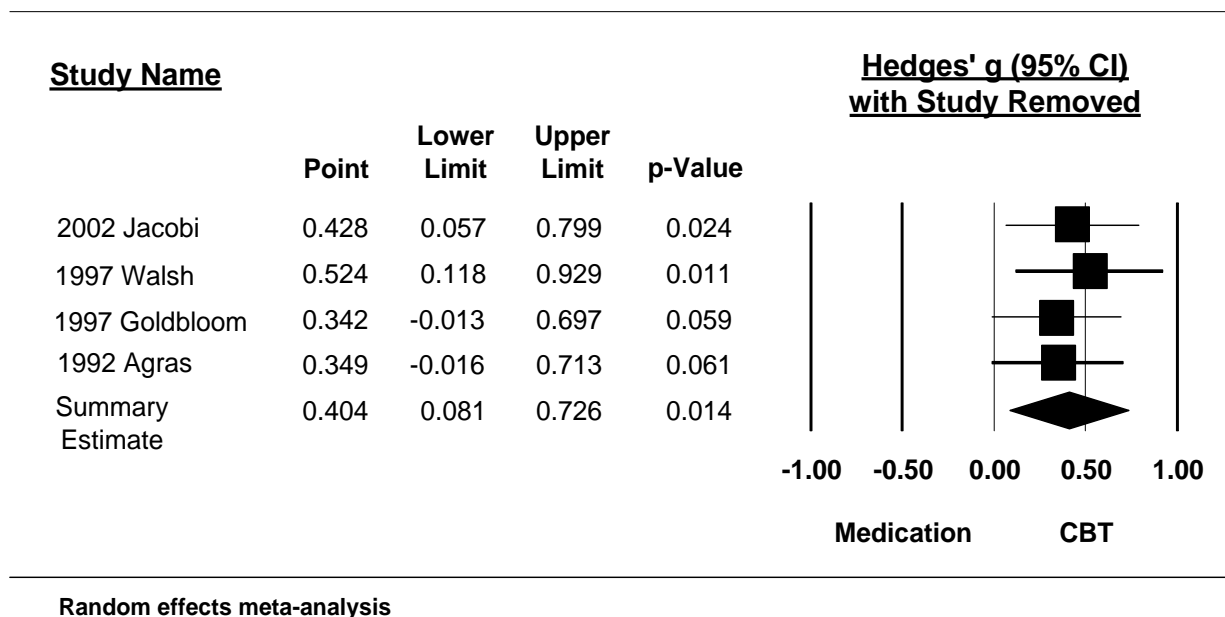 Study Name
Hedges' g (95% CI)
with Study Removed
Point Lower Limit Upper Limit p-Value
2002 Jacobi 0.428 0.057 0.799 0.024
1997 Walsh 0.524 0.118 0.929 0.011
1997 Goldbloom 0.342 -0.013 0.697 0.059
1992 Agras 0.349 -0.016 0.713 0.061
Summary Estimate 0.404 0.081 0.726 0.014
-1.00 -0.50 0.00 0.50 1.00
Medication CBT
Random effects meta-analysis